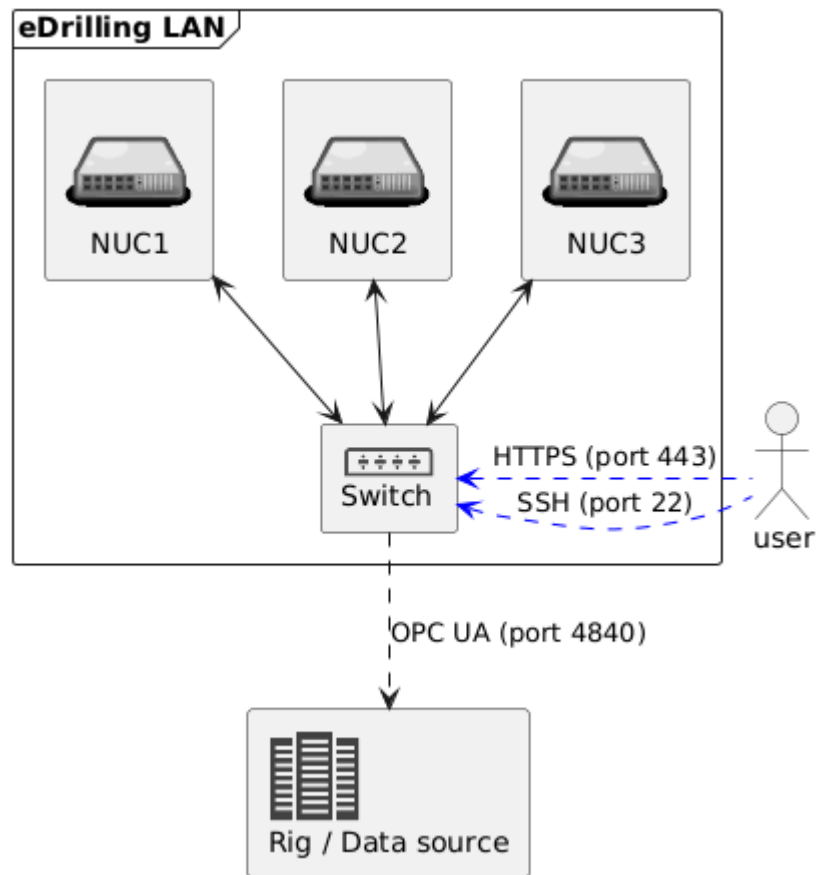 eDrilling LAN
NUC1
NUC2
NUC3
HTTPS (port 443)
Switch
SSH (port 22)
user
OPC UA (port 4840)
Rig / Data source